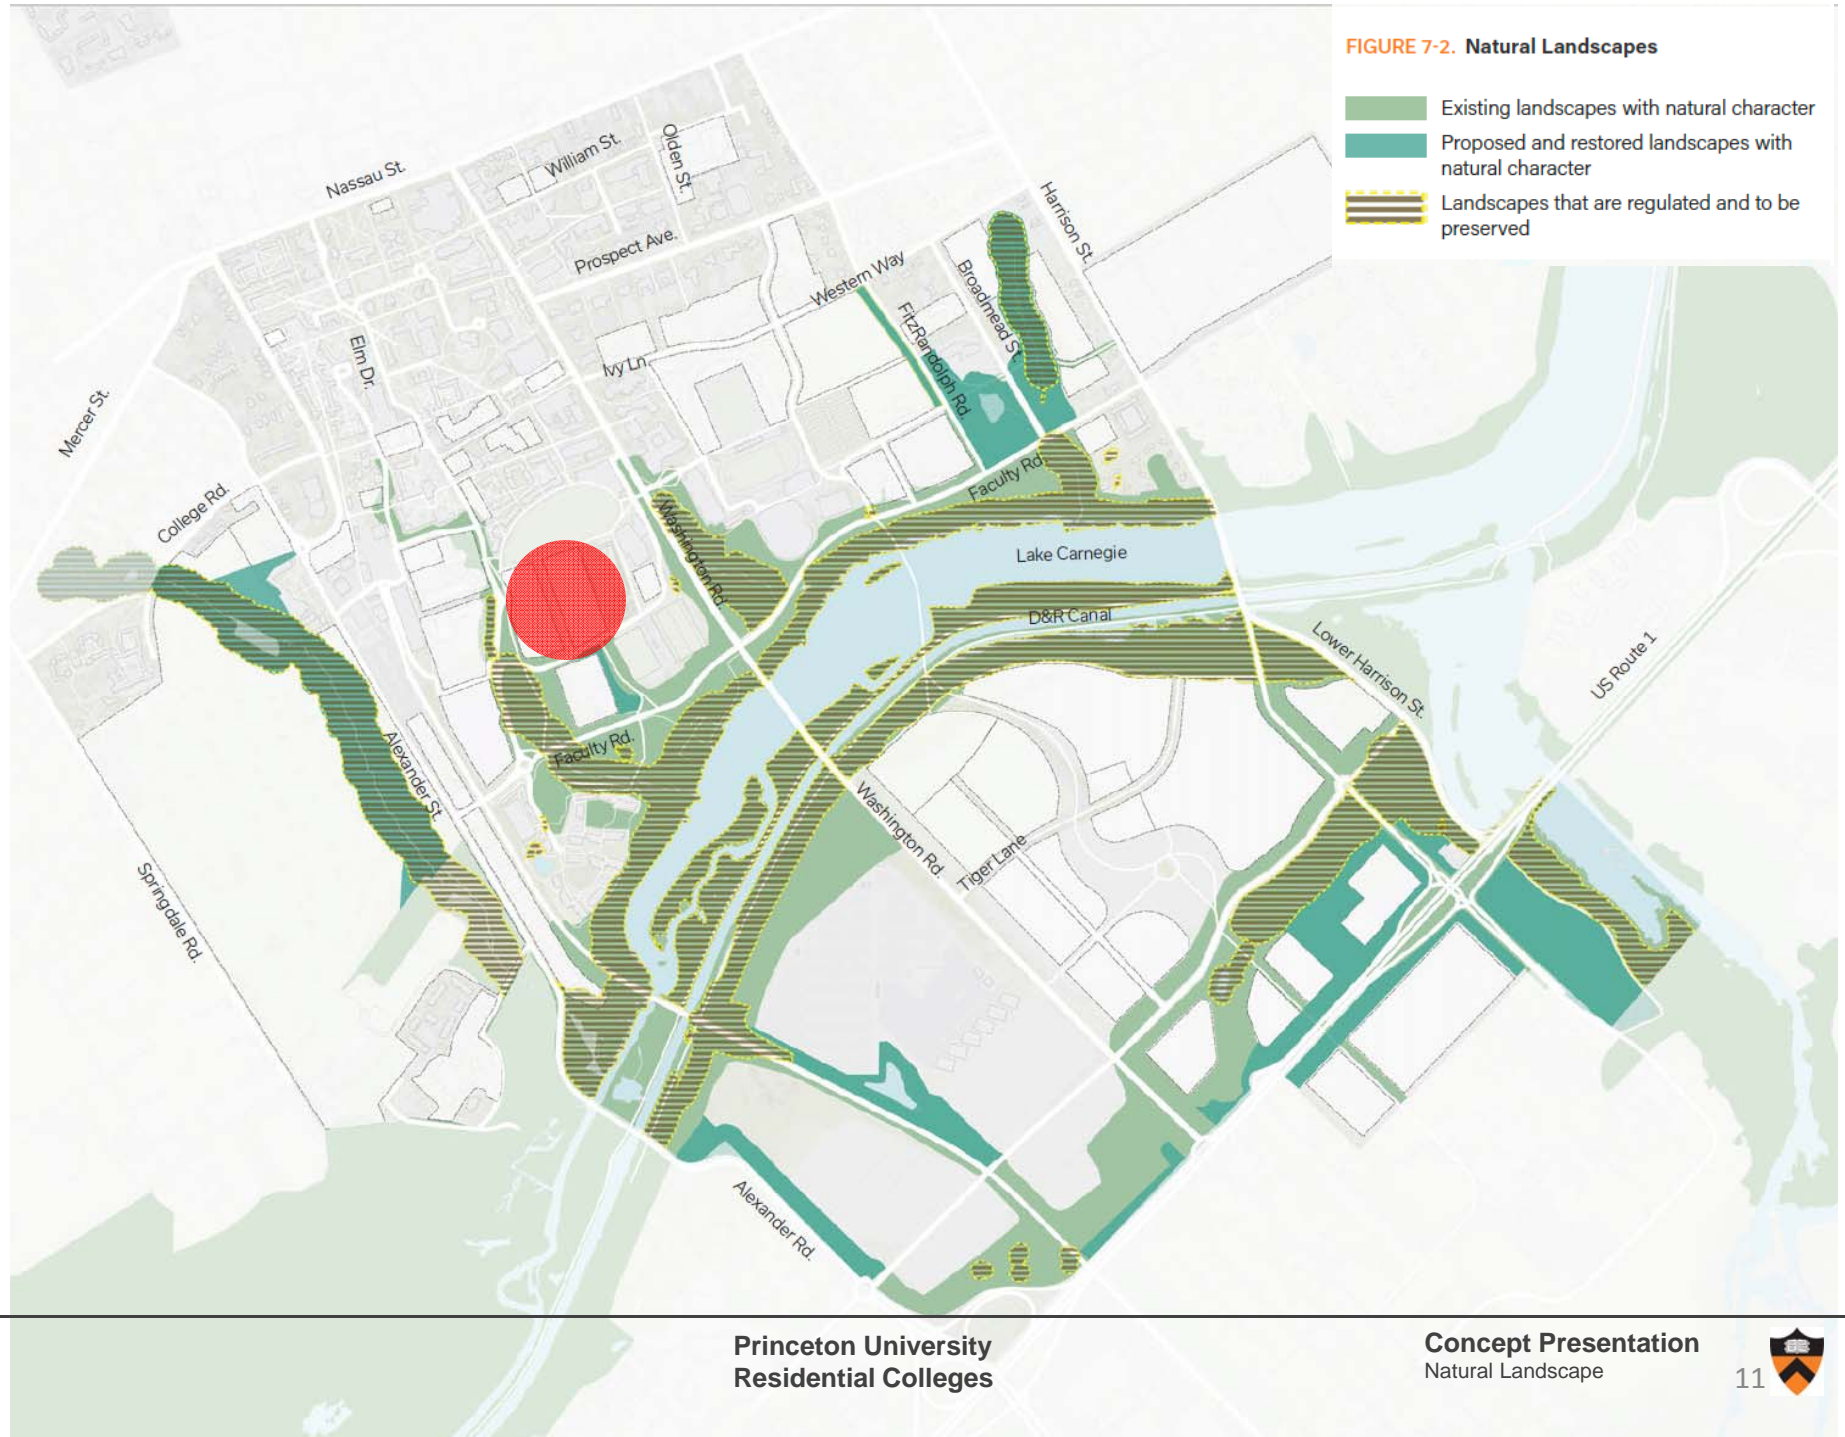 FIGURE 7-2. Natural Landscapes
Existing landscapes with natural character
Proposed and restored landscapes with
natural character
Landscapes that are regulated and to be
preserved
Nassau St.
William St.
Olden St.
Prospect Ave.
Western Way
Harrison St.
Broadmead St.
FitzRandolph Rd.
Elm Dr.
Ivy Ln.
Mercer St.
College Rd.
Faculty Rd.
Washington Rd.
Lake Carnegie
D&R Canal
Lower Harrison St.
US Route 1
Faculty Rd.
Alexander St.
Washington Rd.
Tiger Lane
Springdale Rd.
Alexander Rd.
Princeton University
Residential Colleges
Concept Presentation
Natural Landscape
11